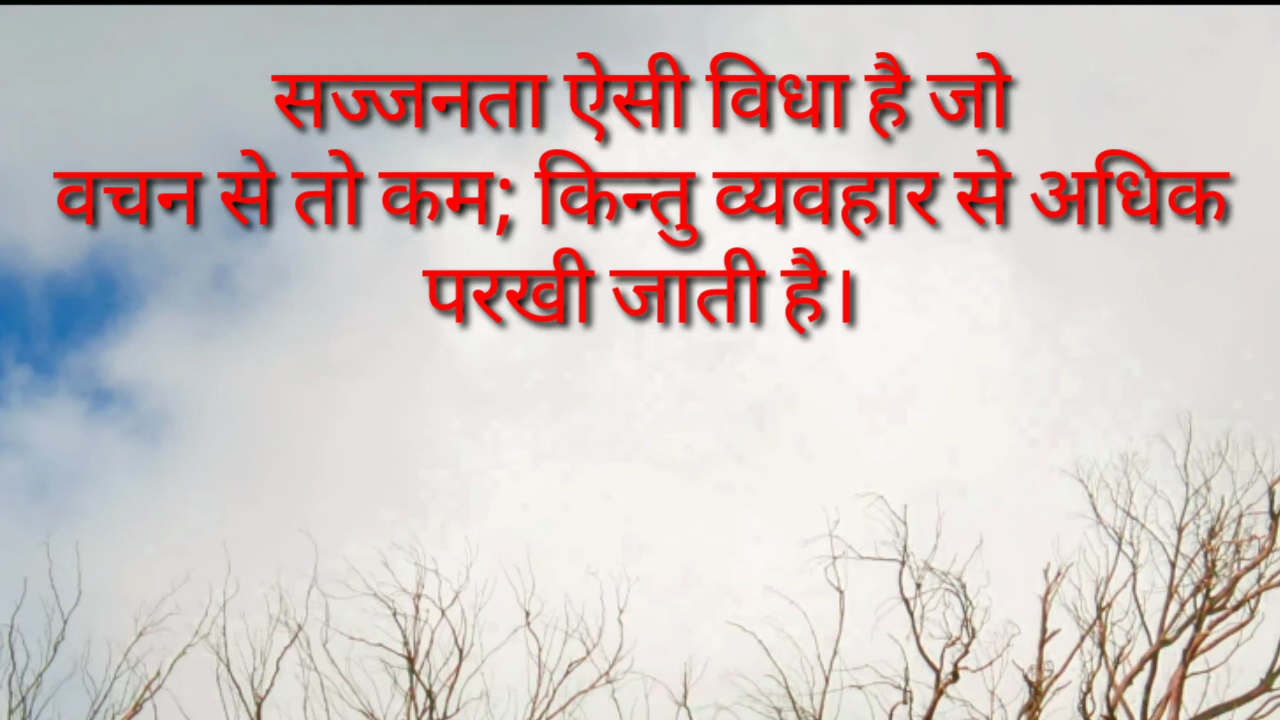 सज्जनता ऐसी विधा है जो
वचन से तो कम; किन्तु व्यवहार से अधिक
परखी जाती है।